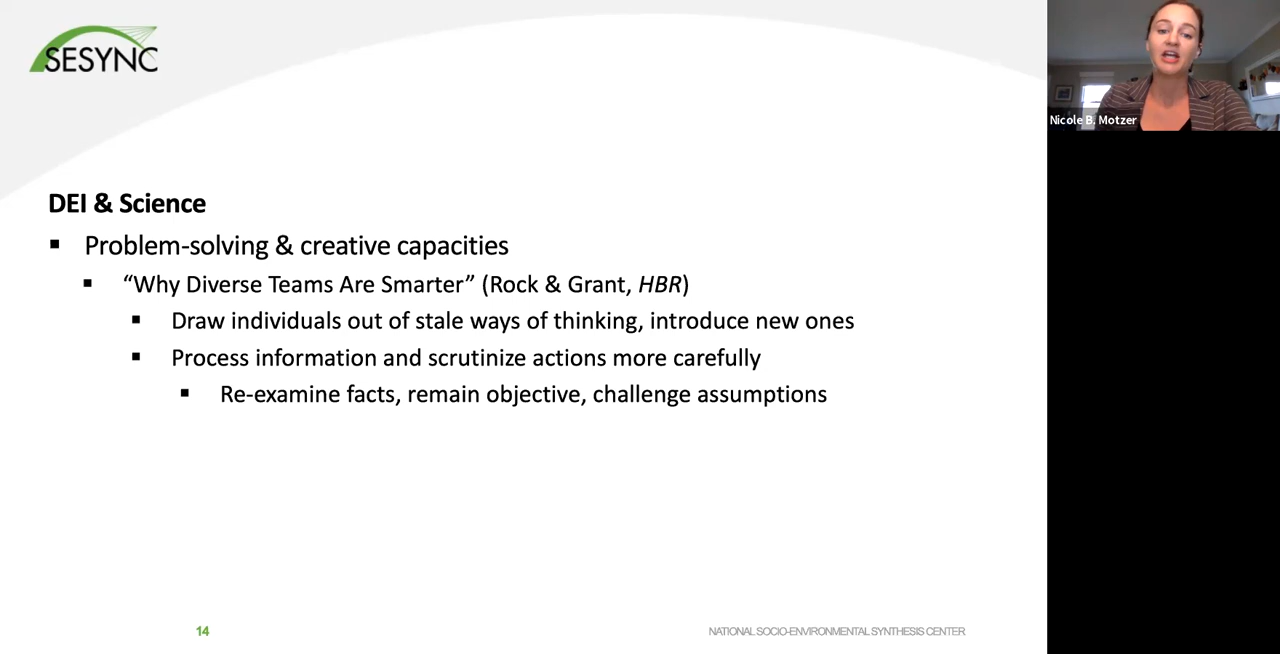 SESYNC
Nicole B. Motzer
DEI & Science
Problem-solving & creative capacities
“Why Diverse Teams Are Smarter” (Rock & Grant, HBR)
Draw individuals out of stale ways of thinking, introduce new ones
Process information and scrutinize actions more carefully
Re-examine facts, remain objective, challenge assumptions
14
NATIONAL SOCIO-ENVIRONMENTAL SYNTHESIS CENTER